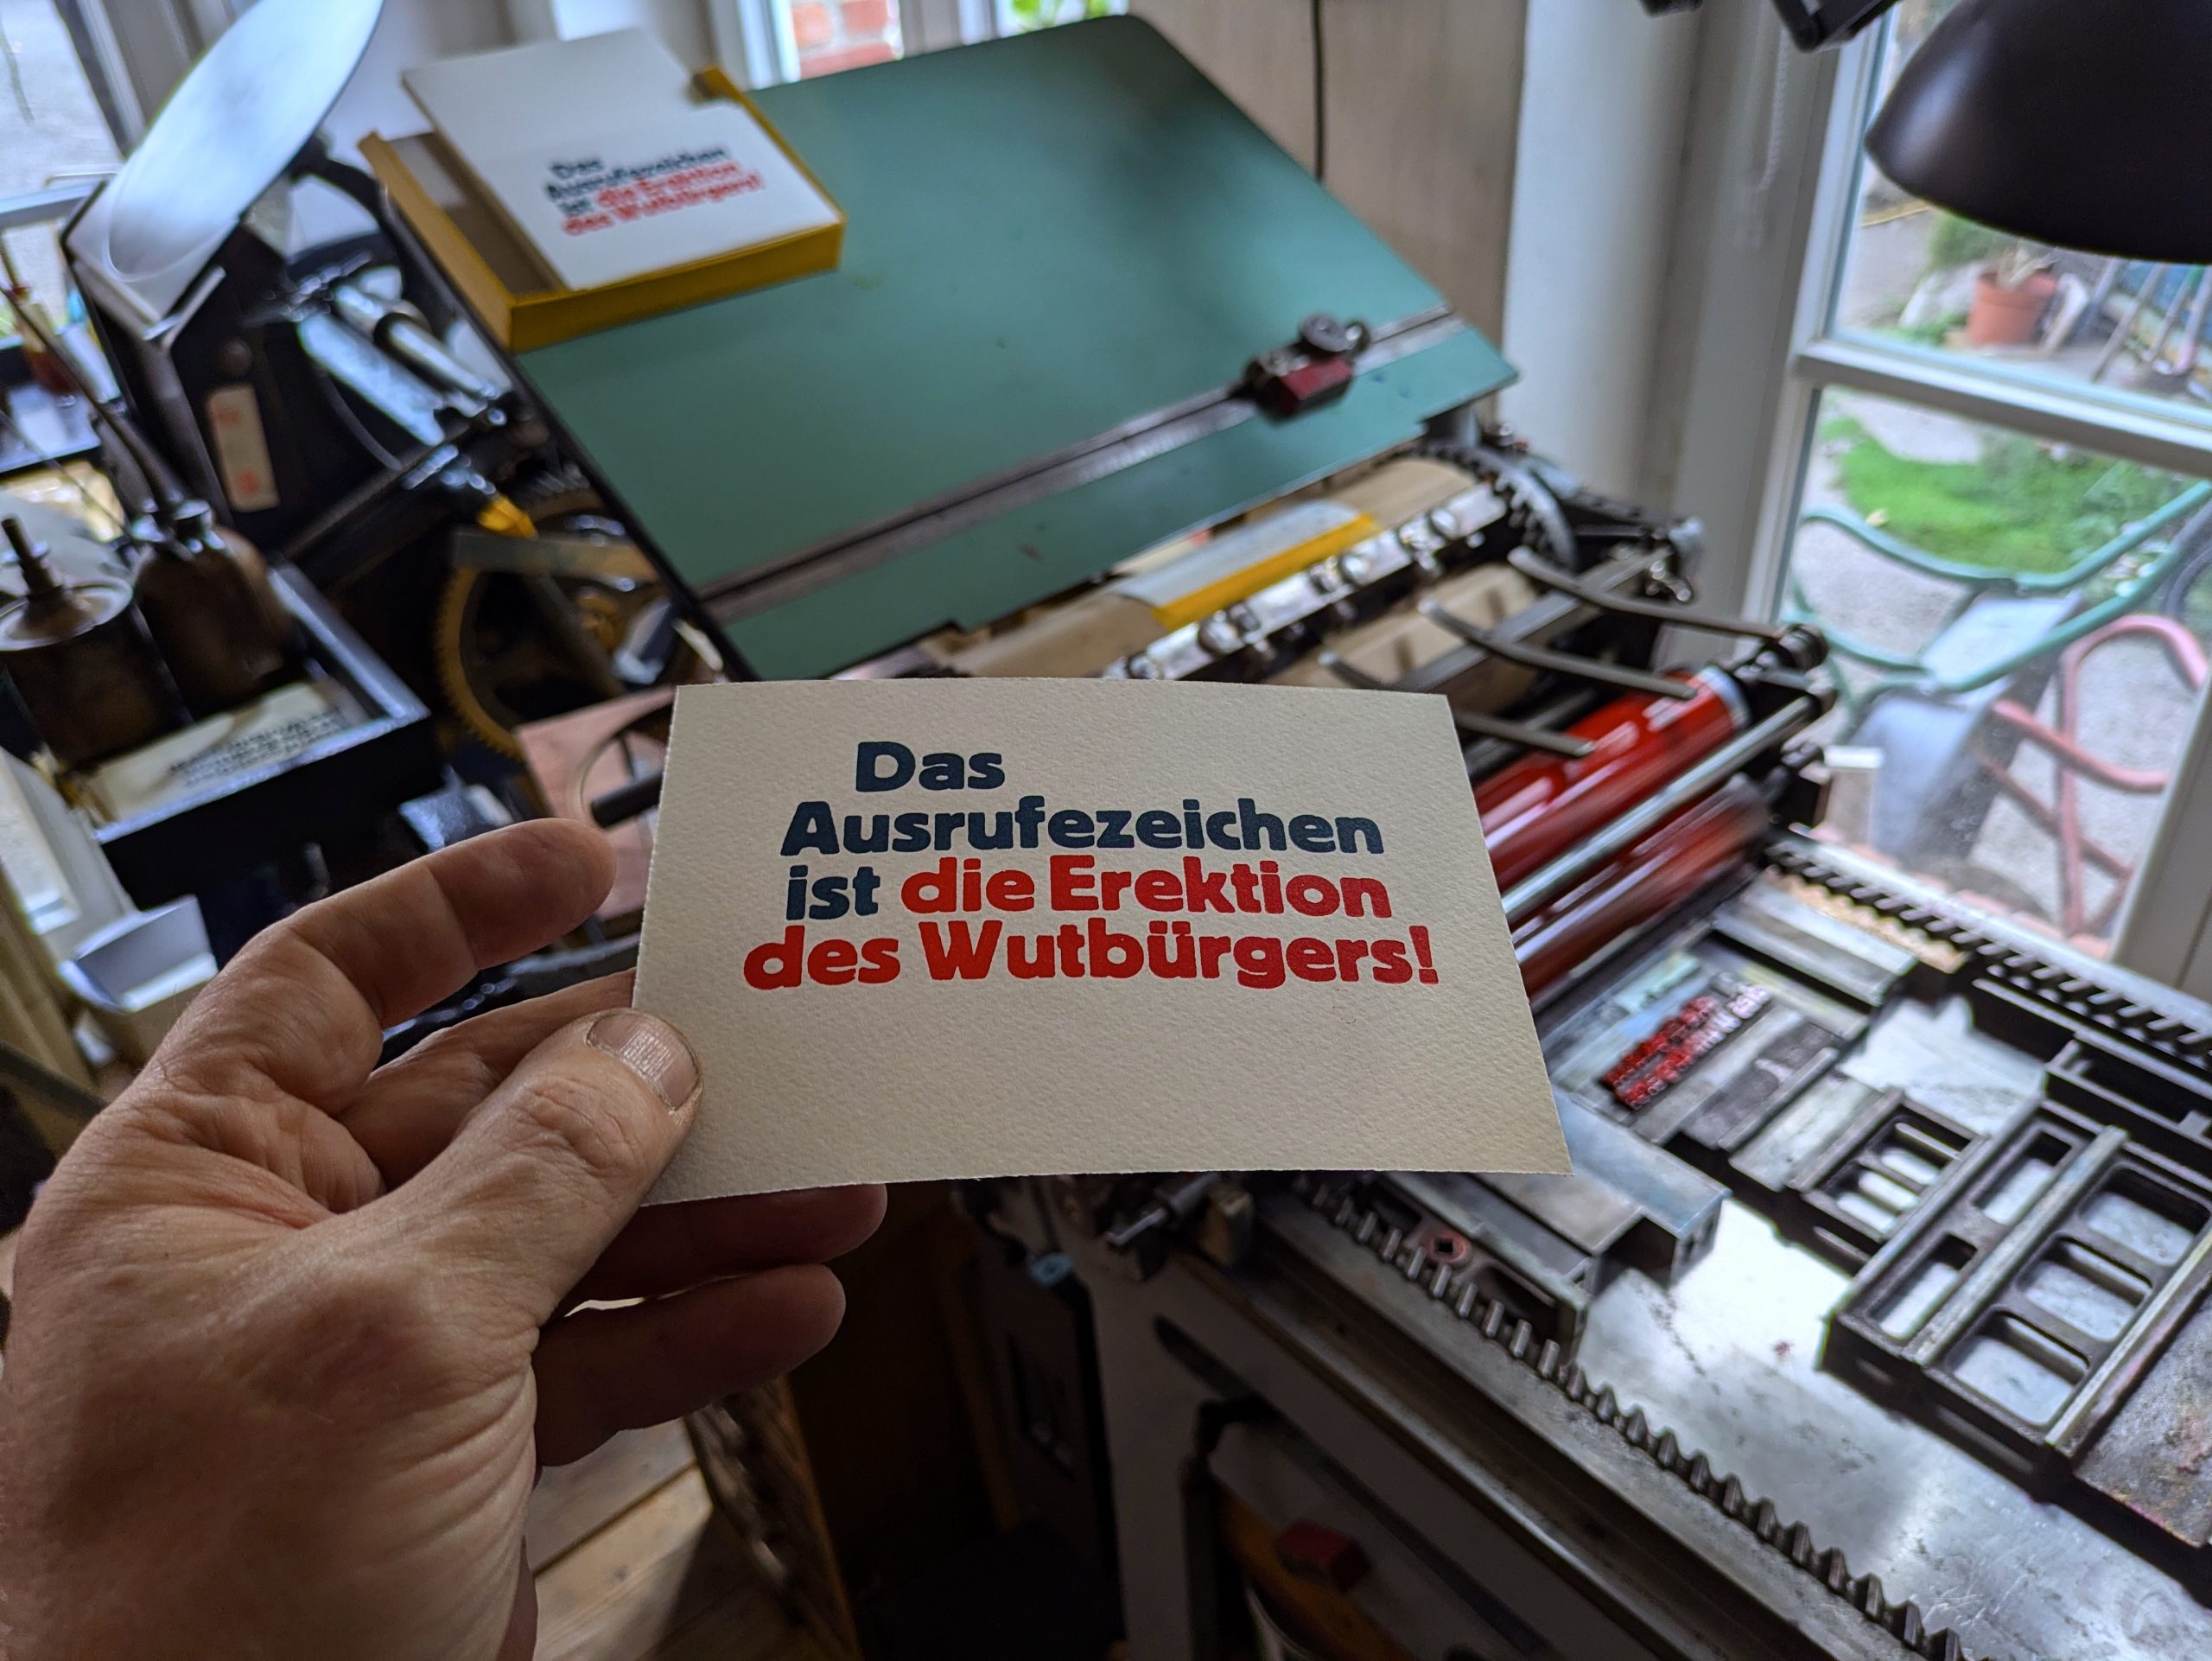 Das
Ausrufezeichen
ist die Erektion
des Wutbürgers!
Das
Ausrufezeichen
ist die Erektion
des Wutbürgers!